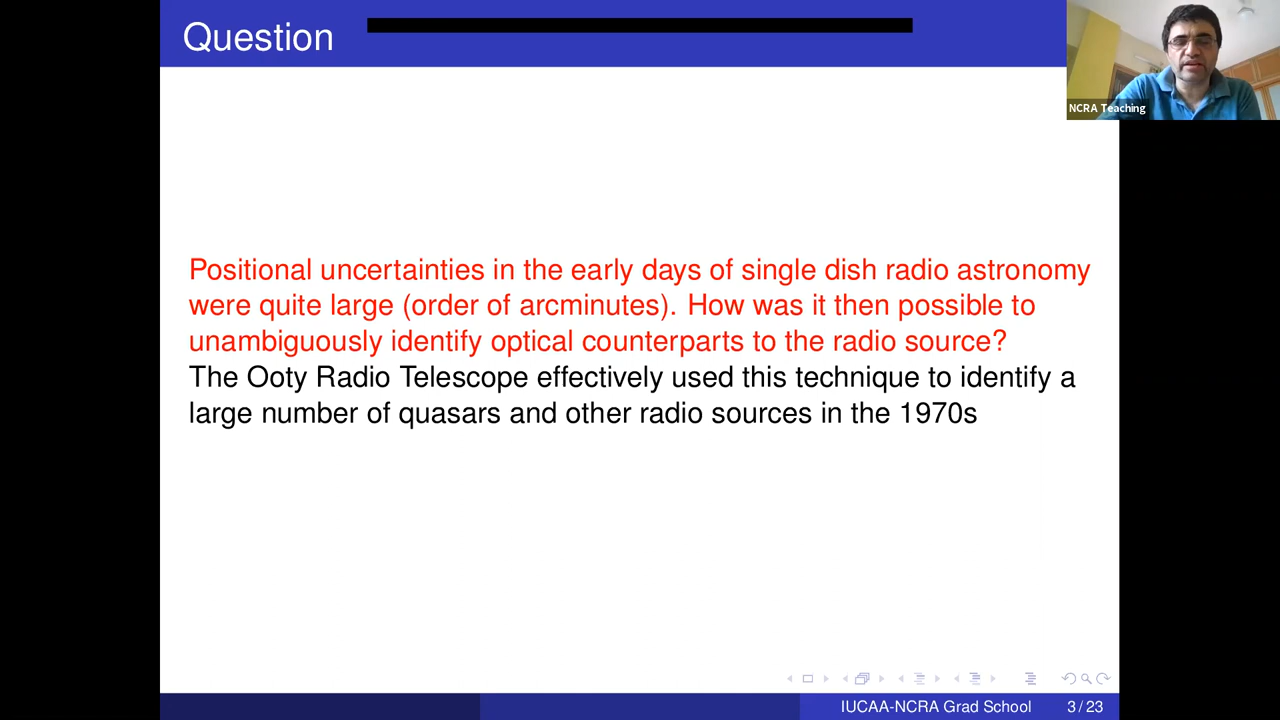 Question
NCRA Teaching
Positional uncertainties in the early days of single dish radio astronomy
were quite large (order of arcminutes). How was it then possible to
unambiguously identify optical counterparts to the radio source?
The Ooty Radio Telescope effectively used this technique to identify a
large number of quasars and other radio sources in the 1970s
IUCAA-NCRA Grad School 3 / 23